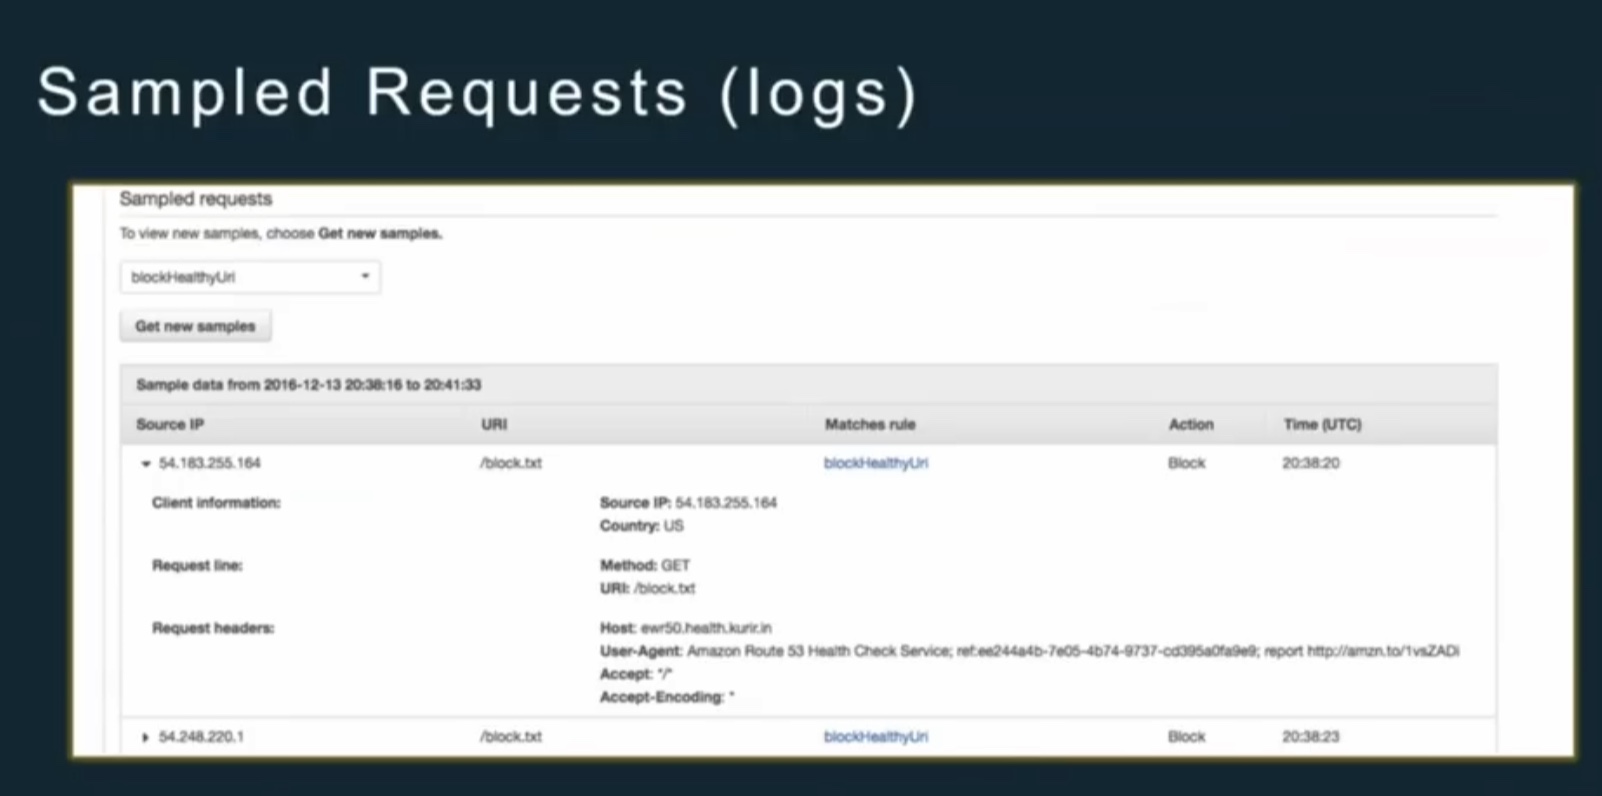 Sampled Requests (logs)
Sampled requests
To view new samples, choose Get new samples.
blockHealthyUri
Get new samples
Sample data from 2016-12-13 20:38:16 to 20:41:33
Source IP URI Matches rule Action Time (UTC)
54.183.255.164 /block.txt blockHealthyUri Block 20:38:20
Client information: Source IP: 54.183.255.164
Country: US
Request line: Method: GET
URI: /block.txt
Request headers: Host: ewr50.health.kurir.in
User-Agent: Amazon Route 53 Health Check Service; ref:ee244a4b-7e05-4b74-9737-cd395a0fa9e9; report http://amzn.to/1vsZADi
Accept: "/"
Accept-Encoding: *
54.248.220.1 /block.txt blockHealthyUri Block 20:38:23